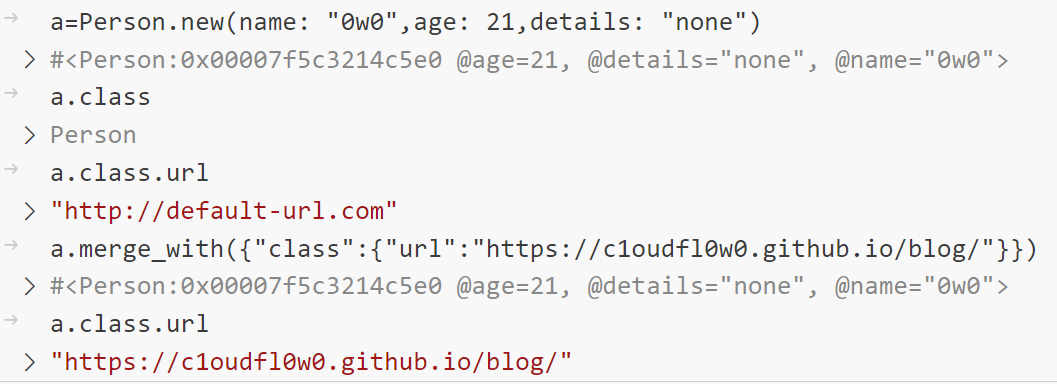 → a=Person.new(name: "0w0",age: 21,details: "none")
> #<Person:0x00007f5c3214c5e0 @age=21, @details="none", @name="0w0">
→ a.class
> Person
→ a.class.url
> "http://default-url.com"
→ a.merge_with({"class":{"url":"https://c1oudfl0w0.github.io/blog/"}})
> #<Person:0x00007f5c3214c5e0 @age=21, @details="none", @name="0w0">
→ a.class.url
> "https://c1oudfl0w0.github.io/blog/"